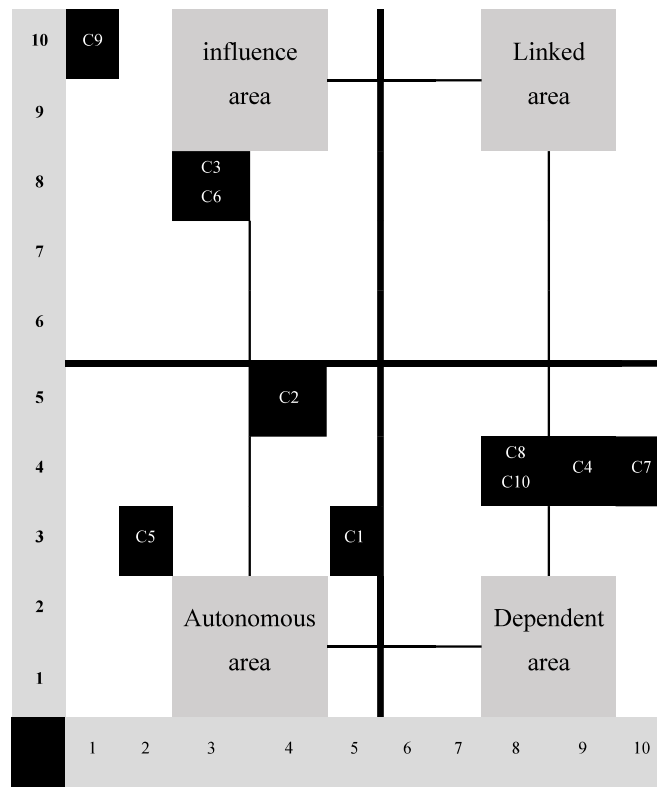 10
C9
influence
area
Linked
area
9
8
C3
C6
7
6
5
C2
4
C8
C10
C4
C7
3
C5
C1
2
Autonomous
area
Dependent
area
1
1 2 3 4 5 6 7 8 9 10